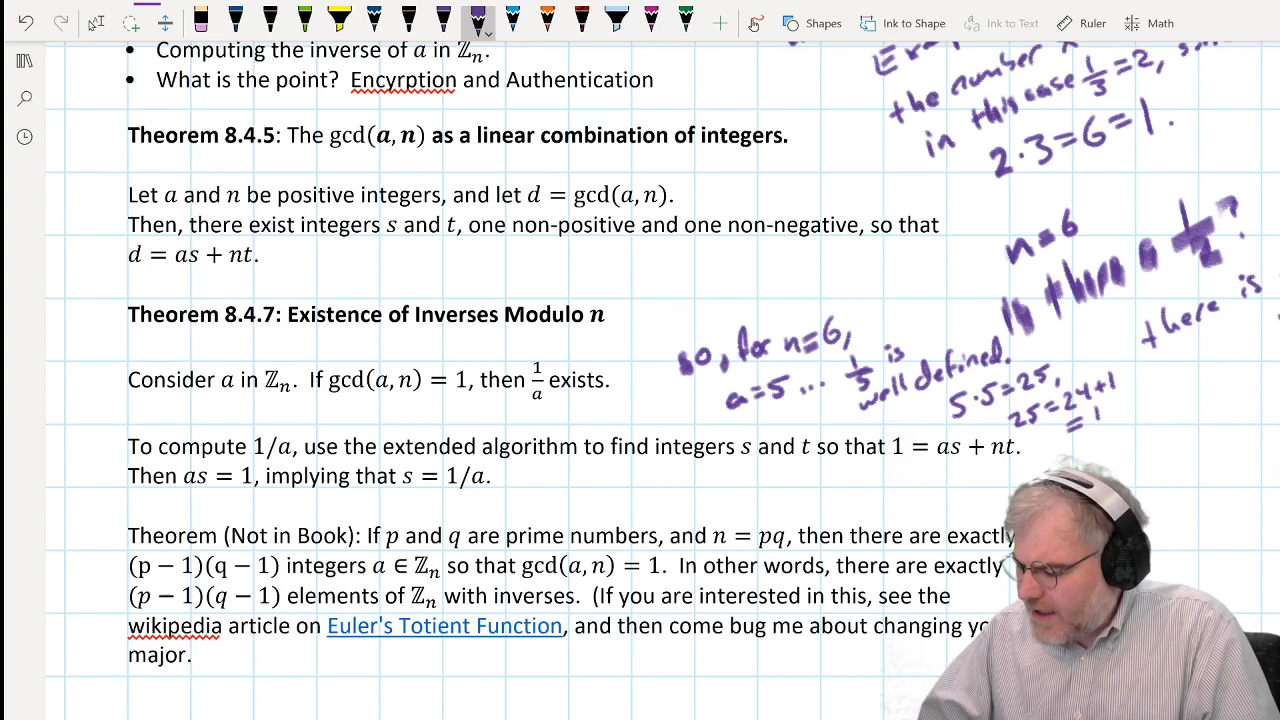 Shapes
Ink to Shape
Ink to Text
Ruler
Math
• Computing the inverse of a in ℤₙ.
• What is the point? Encyrption and Authentication
the number
in this case 1/3 = 2,
2·3=6=1.
Theorem 8.4.5: The gcd(a, n) as a linear combination of integers.
Let a and n be positive integers, and let d = gcd(a, n).
Then, there exist integers s and t, one non-positive and one non-negative, so that
d = as + nt.
n=6
Is there a 1/2?
there is
Theorem 8.4.7: Existence of Inverses Modulo n
so, for n=6,
a=5 ... 1/5 is
well defined.
5·5=25,
25=24+1
=1
Consider a in ℤₙ. If gcd(a, n) = 1, then 1/a exists.
To compute 1/a, use the extended algorithm to find integers s and t so that 1 = as + nt.
Then as = 1, implying that s = 1/a.
Theorem (Not in Book): If p and q are prime numbers, and n = pq, then there are exactly
(p − 1)(q − 1) integers a ∈ ℤₙ so that gcd(a, n) = 1. In other words, there are exactly
(p − 1)(q − 1) elements of ℤₙ with inverses. (If you are interested in this, see the
wikipedia article on Euler's Totient Function, and then come bug me about changing
major.